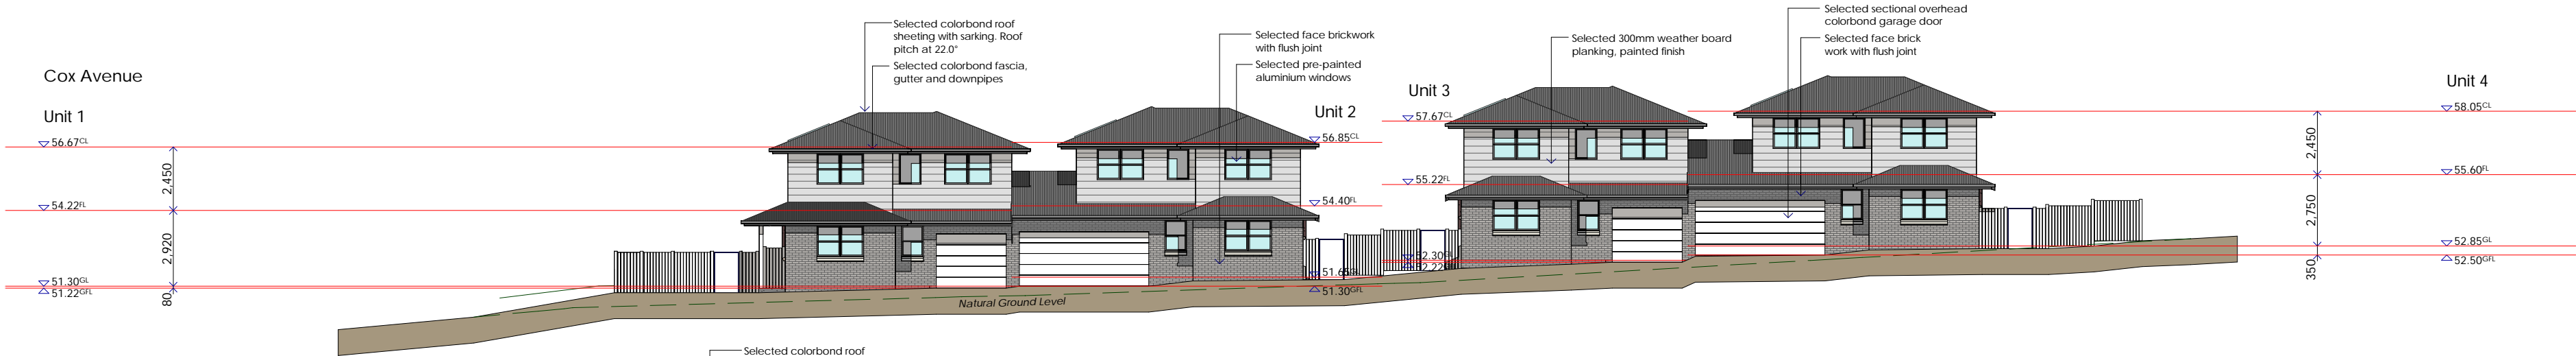 Cox Avenue
Unit 1
56.67CL
2,450
54.22FL
2,920
51.30GL
51.22GFL
80
Selected colorbond roof
sheeting with sarking. Roof
pitch at 22.0°
Selected colorbond fascia,
gutter and downpipes
Selected face brickwork
with flush joint
Selected pre-painted
aluminium windows
Unit 2
56.85CL
54.40FL
51.65
51.30GFL
Unit 3
57.67CL
55.22FL
52.30
52.22
Selected 300mm weather board
planking, painted finish
Selected sectional overhead
colorbond garage door
Selected face brick
work with flush joint
Unit 4
58.05CL
2,450
55.60FL
2,750
52.85GL
52.50GFL
350
Natural Ground Level
Selected colorbond roof